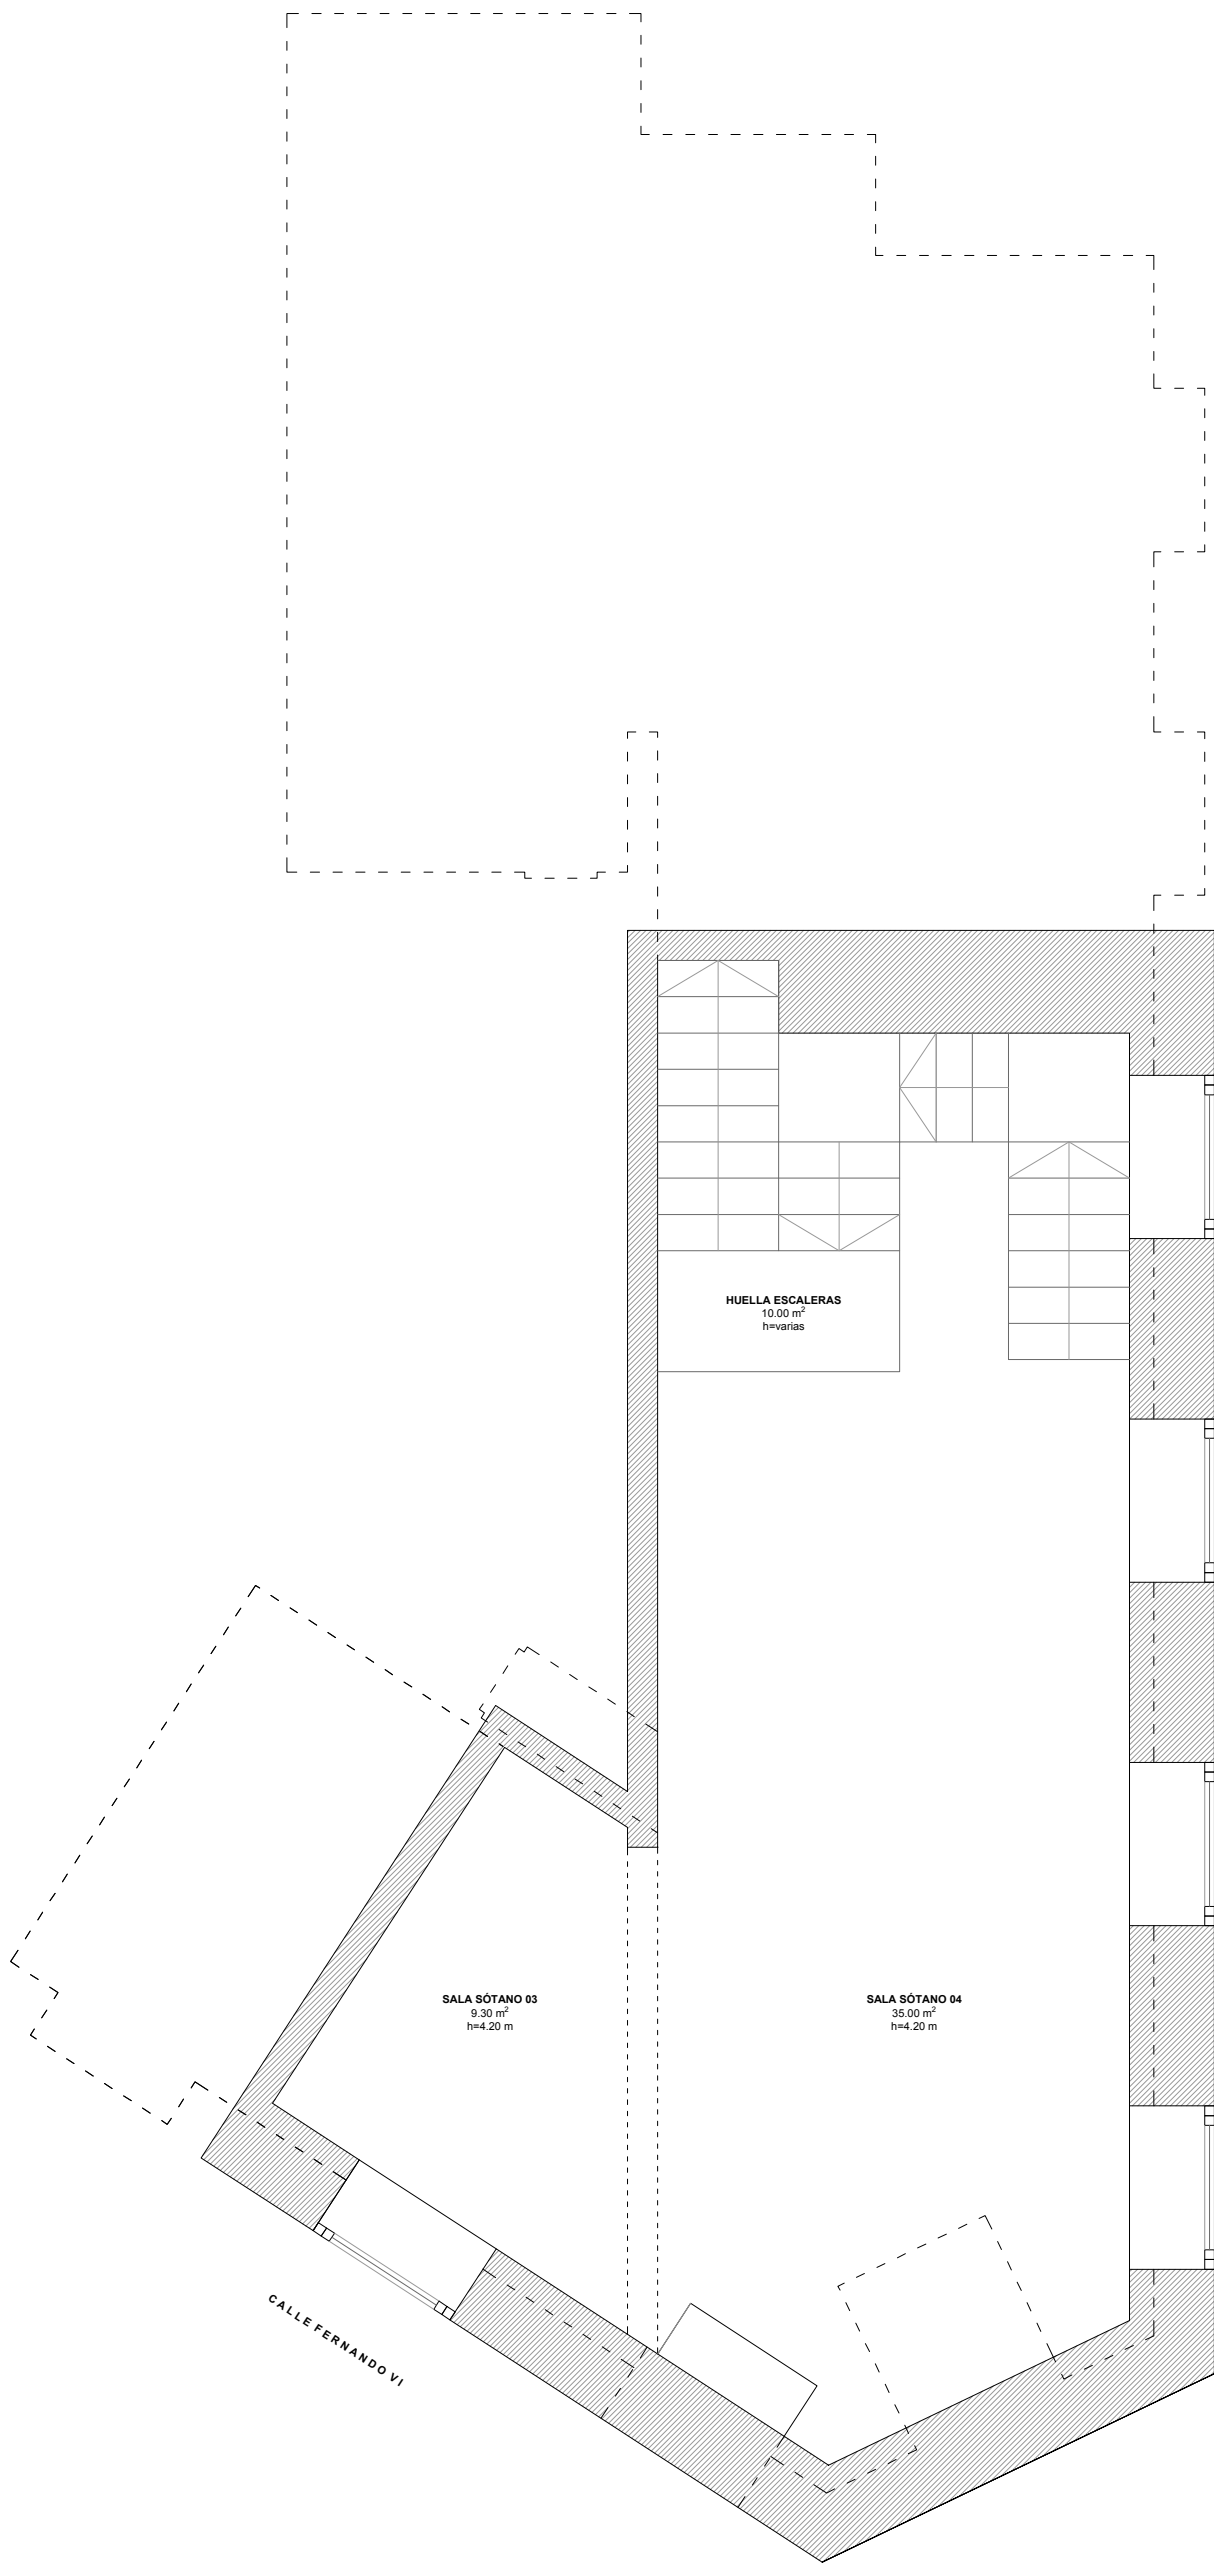 HUELLA ESCALERAS
10.00 m²
h=varias
SALA SÓTANO 03
9.30 m²
h=4.20 m
SALA SÓTANO 04
35.00 m²
h=4.20 m
CALLE FERNANDO VI